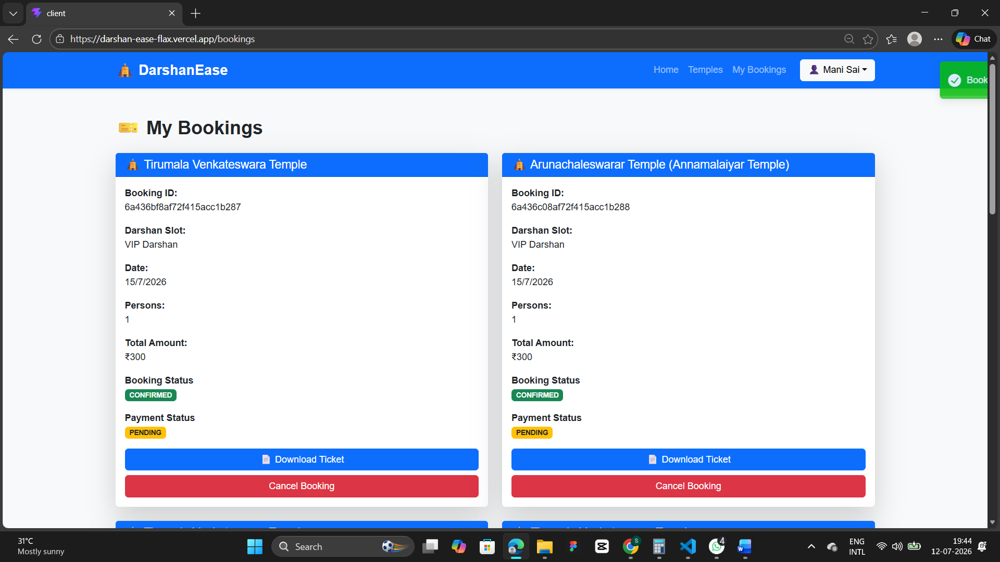 client
https://darshan-ease-flax.vercel.app/bookings
Chat
DarshanEase
Home
Temples
My Bookings
Mani Sai
Book
My Bookings
Tirumala Venkateswara Temple
Booking ID:
6a436bf8af72f415acc1b287
Darshan Slot:
VIP Darshan
Date:
15/7/2026
Persons:
1
Total Amount:
₹300
Booking Status
CONFIRMED
Payment Status
PENDING
Download Ticket
Cancel Booking
Arunachaleswarar Temple (Annamalaiyar Temple)
Booking ID:
6a436c08af72f415acc1b288
Darshan Slot:
VIP Darshan
Date:
15/7/2026
Persons:
1
Total Amount:
₹300
Booking Status
CONFIRMED
Payment Status
PENDING
Download Ticket
Cancel Booking
31°C
Mostly sunny
Search
S
4
ENG
INTL
19:44
12-07-2026